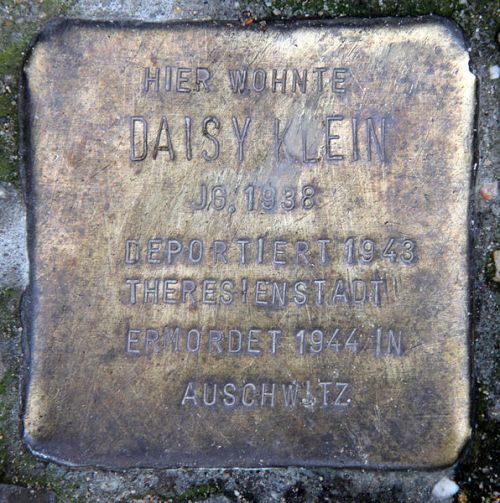 HIER WOHNTE
DAISY KLEIN
JG. 1938
DEPORTIERT 1943
THERESIENSTADT
ERMORDET 1944 IN
AUSCHWITZ